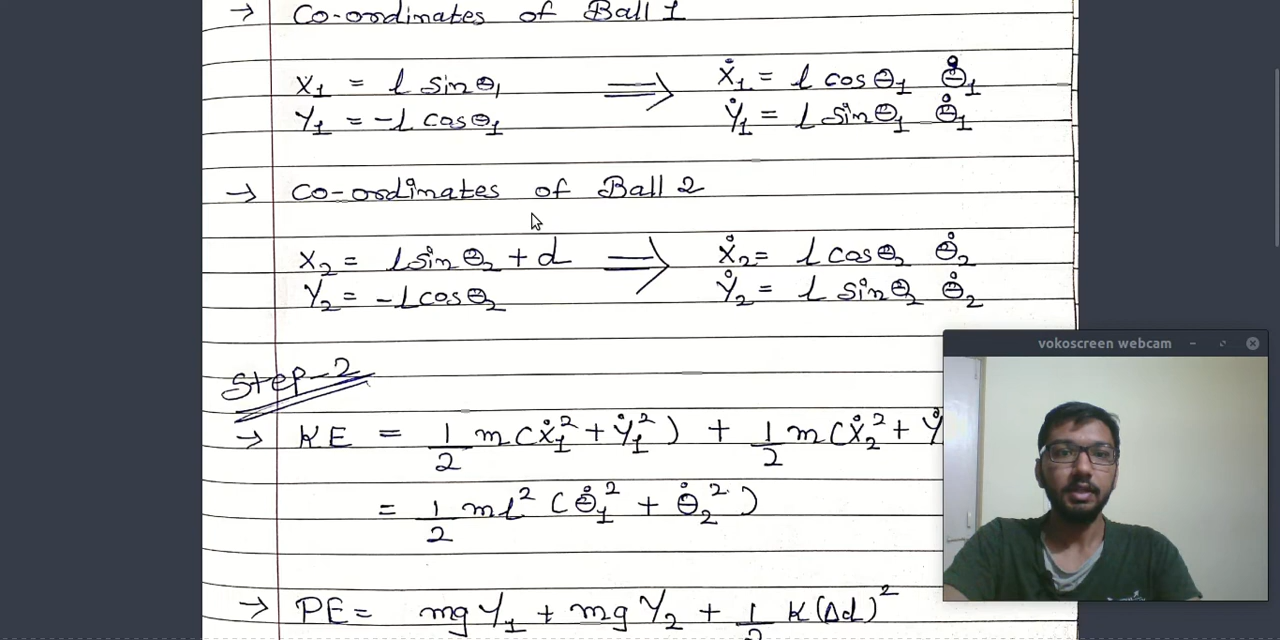 → Co-ordinates of Ball 1
X₁ = l sinθ₁ ⟹ Ẋ₁ = l cosθ₁ θ̇₁
Y₁ = -l cosθ₁ Ẏ₁ = l sinθ₁ θ̇₁
→ Co-ordinates of Ball 2
X₂ = l sinθ₂ + d ⟹ Ẋ₂ = l cosθ₂ θ̇₂
Y₂ = -l cosθ₂ Ẏ₂ = l sinθ₂ θ̇₂
vokoscreen webcam
Step-2
→ KE = 1/2 m(Ẋ₁² + Ẏ₁²) + 1/2 m(Ẋ₂² + Ẏ
= 1/2 ml² (θ̇₁² + θ̇₂²)
→ PE = mgY₁ + mgY₂ + 1/2 K(Δd)²